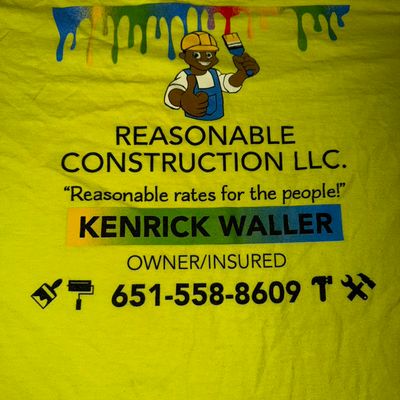 REASONABLE
CONSTRUCTION LLC.
"Reasonable rates for the people!"
KENRICK WALLER
OWNER/INSURED
651-558-8609